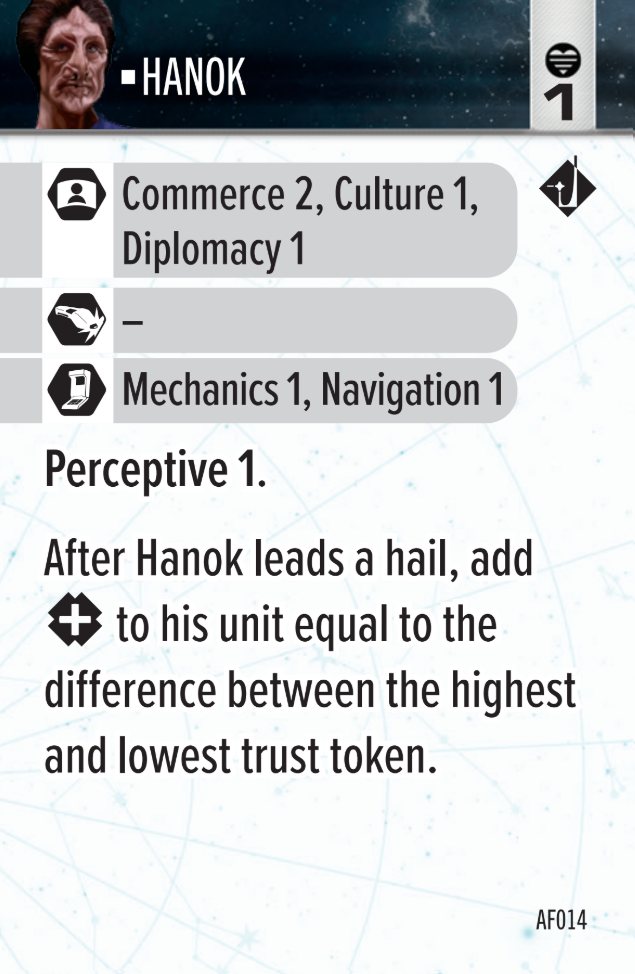 ▪ HANOK
1
Commerce 2, Culture 1,
Diplomacy 1
–
Mechanics 1, Navigation 1
Perceptive 1.
After Hanok leads a hail, add
to his unit equal to the
difference between the highest
and lowest trust token.
AF014